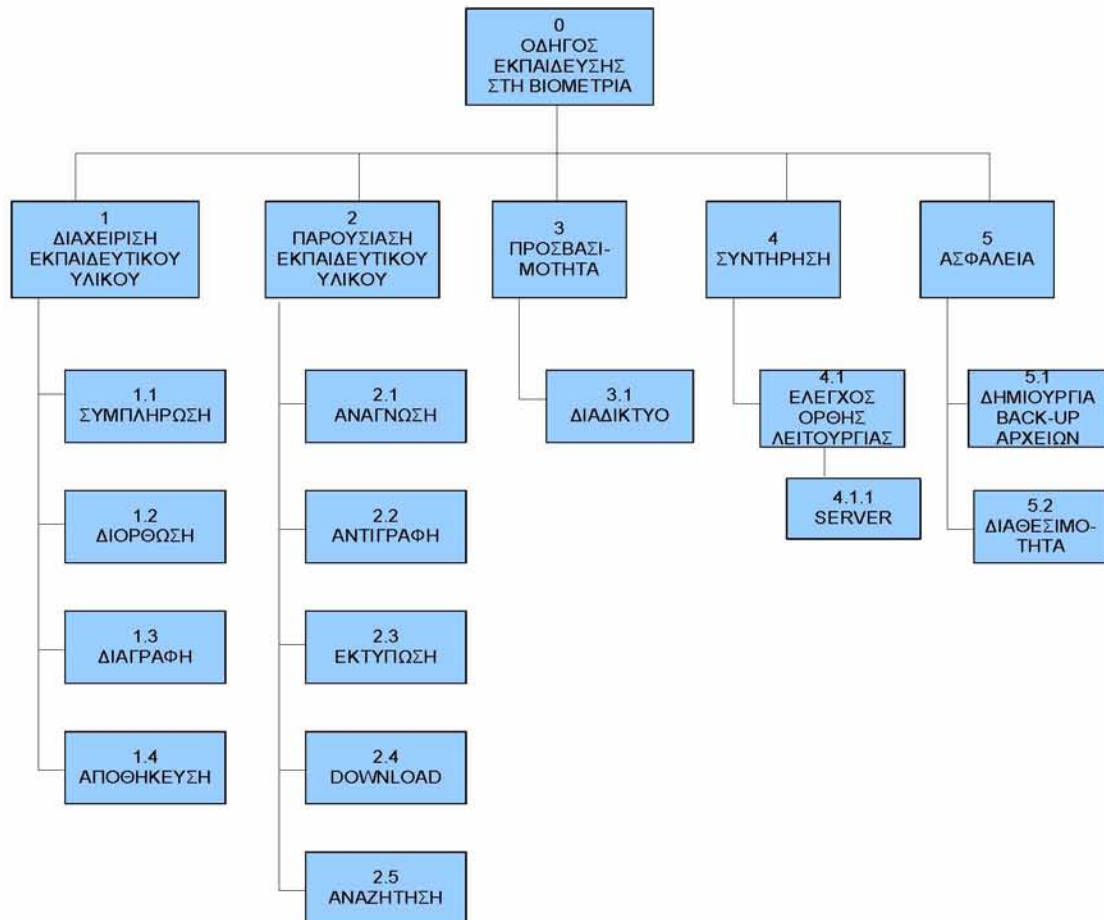 0
ΟΔΗΓΟΣ
ΕΚΠΑΙΔΕΥΣΗΣ
ΣΤΗ ΒΙΟΜΕΤΡΙΑ
1
ΔΙΑΧΕΙΡΙΣΗ
ΕΚΠΑΙΔΕΥΤΙΚΟΥ
ΥΛΙΚΟΥ
2
ΠΑΡΟΥΣΙΑΣΗ
ΕΚΠΑΙΔΕΥΤΙΚΟΥ
ΥΛΙΚΟΥ
3
ΠΡΟΣΒΑΣΙ-
ΜΟΤΗΤΑ
4
ΣΥΝΤΗΡΗΣΗ
5
ΑΣΦΑΛΕΙΑ
1.1
ΣΥΜΠΛΗΡΩΣΗ
1.2
ΔΙΟΡΘΩΣΗ
1.3
ΔΙΑΓΡΑΦΗ
1.4
ΑΠΟΘΗΚΕΥΣΗ
2.1
ΑΝΑΓΝΩΣΗ
2.2
ΑΝΤΙΓΡΑΦΗ
2.3
ΕΚΤΥΠΩΣΗ
2.4
DOWNLOAD
2.5
ΑΝΑΖΗΤΗΣΗ
3.1
ΔΙΑΔΙΚΤΥΟ
4.1
ΕΛΕΓΧΟΣ
ΟΡΘΗΣ
ΛΕΙΤΟΥΡΓΙΑΣ
4.1.1
SERVER
5.1
ΔΗΜΙΟΥΡΓΙΑ
BACK-UP
ΑΡΧΕΙΩΝ
5.2
ΔΙΑΘΕΣΙΜΟ-
ΤΗΤΑ